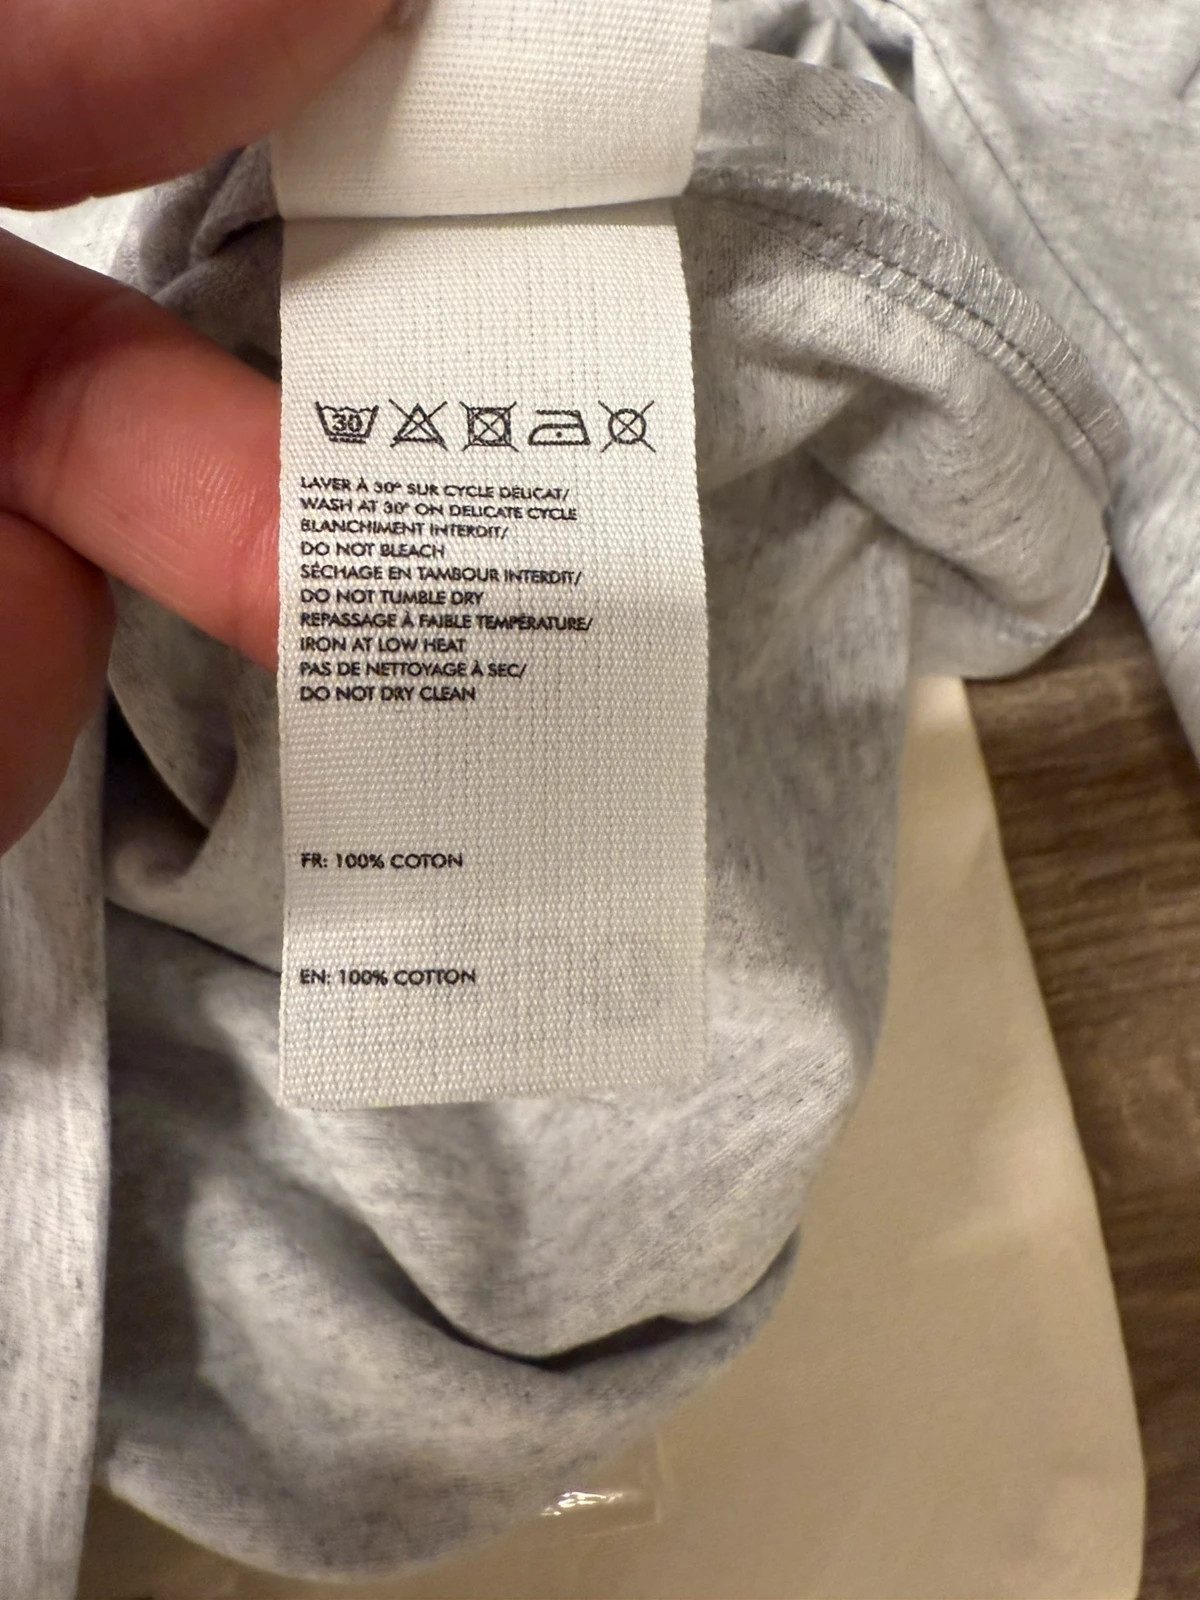 30
LAVER À 30° SUR CYCLE DÉLICAT/
WASH AT 30° ON DELICATE CYCLE
BLANCHIMENT INTERDIT/
DO NOT BLEACH
SÉCHAGE EN TAMBOUR INTERDIT/
DO NOT TUMBLE DRY
REPASSAGE À FAIBLE TEMPÉRATURE/
IRON AT LOW HEAT
PAS DE NETTOYAGE À SEC/
DO NOT DRY CLEAN
FR: 100% COTON
EN: 100% COTTON